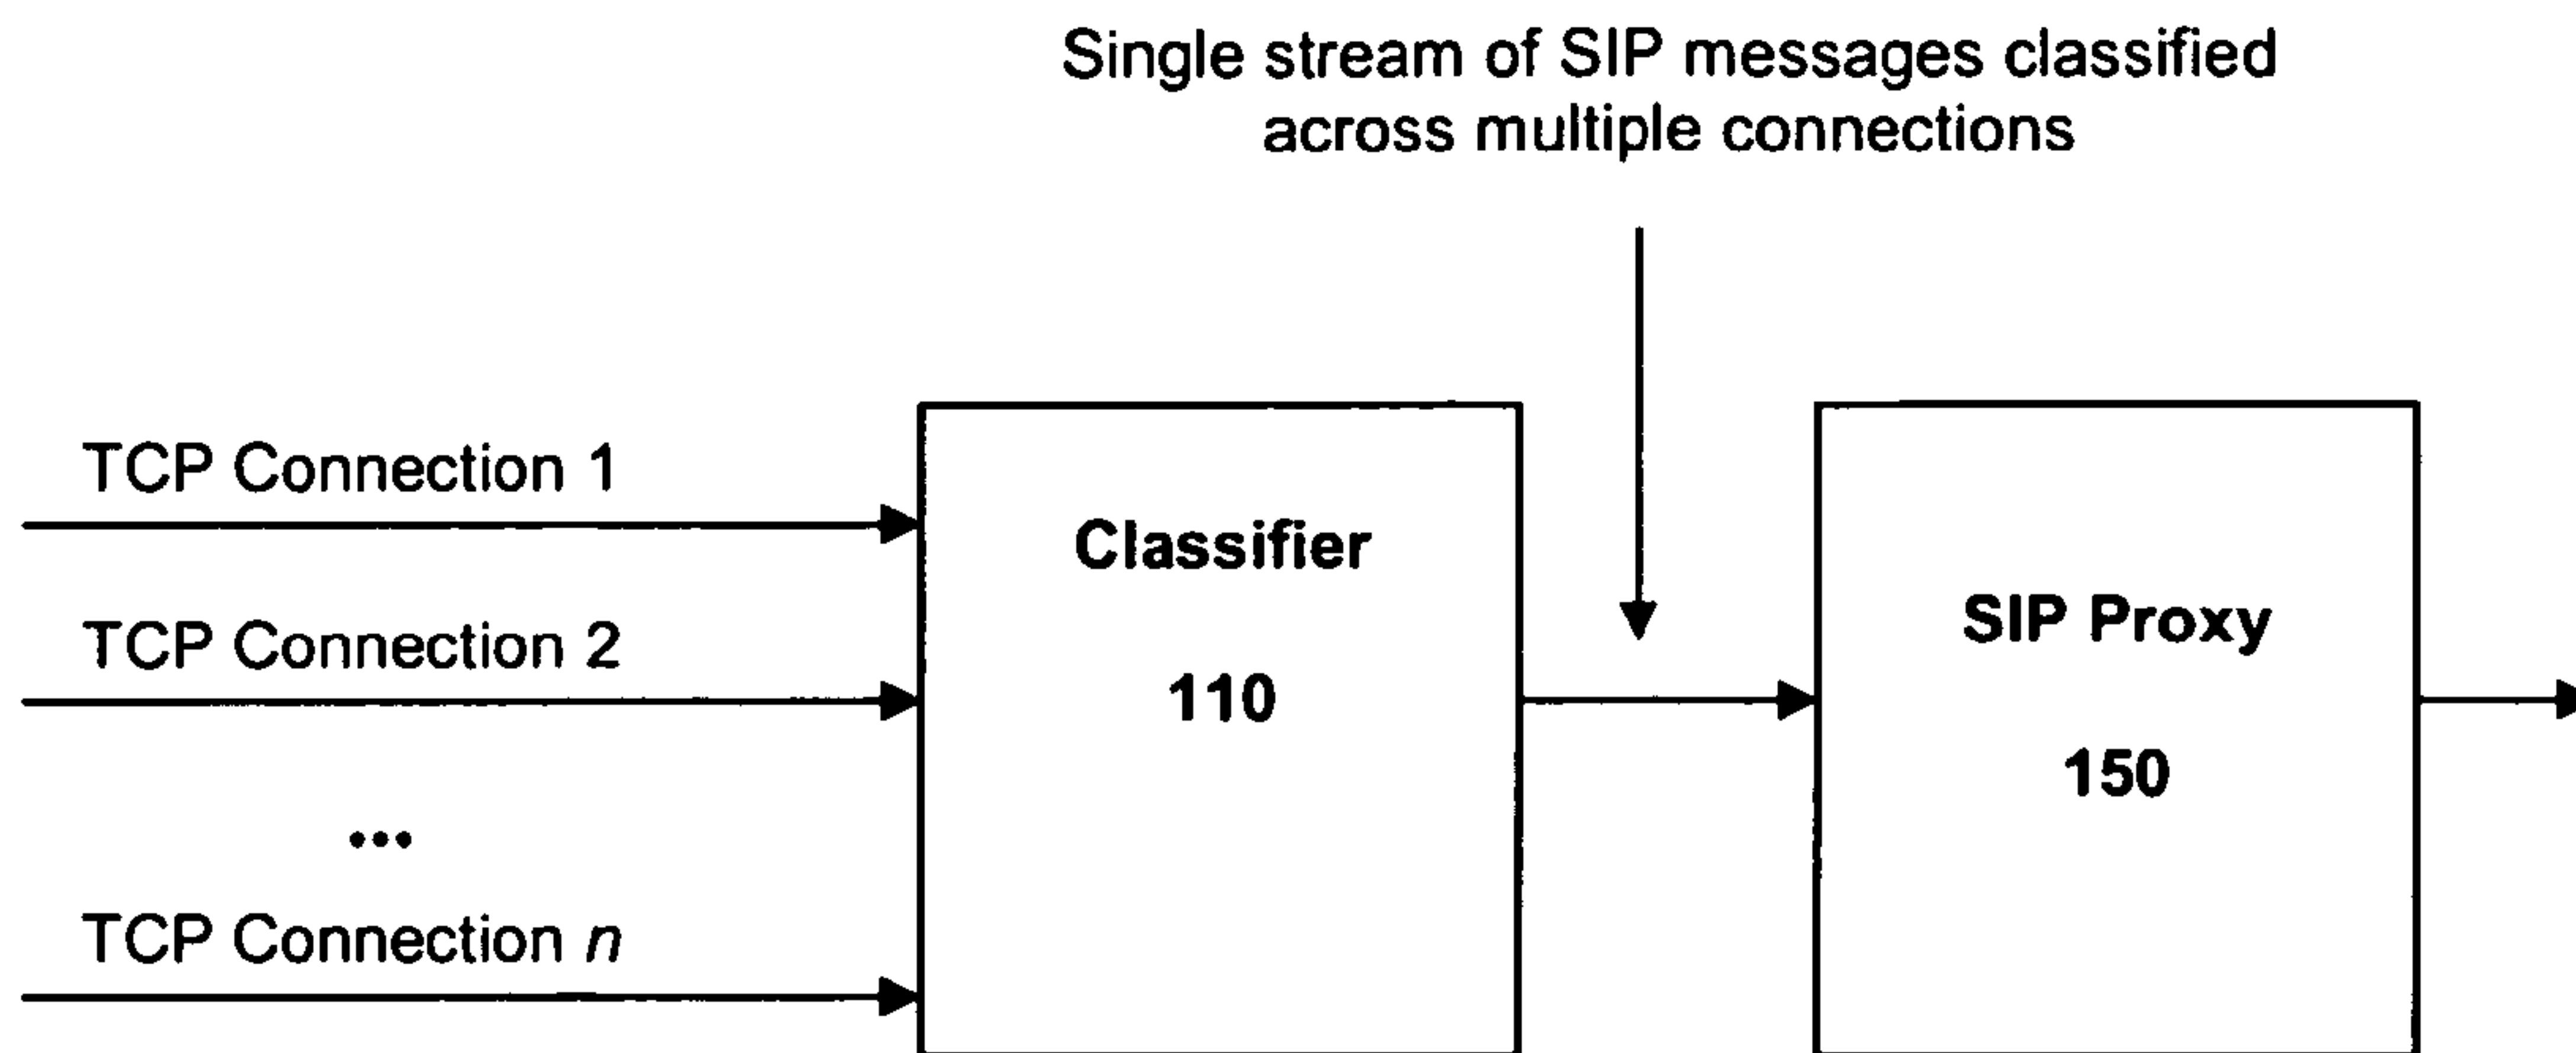 Single stream of SIP messages classified
across multiple connections
TCP Connection 1
TCP Connection 2
...
TCP Connection n
Classifier
110
SIP Proxy
150